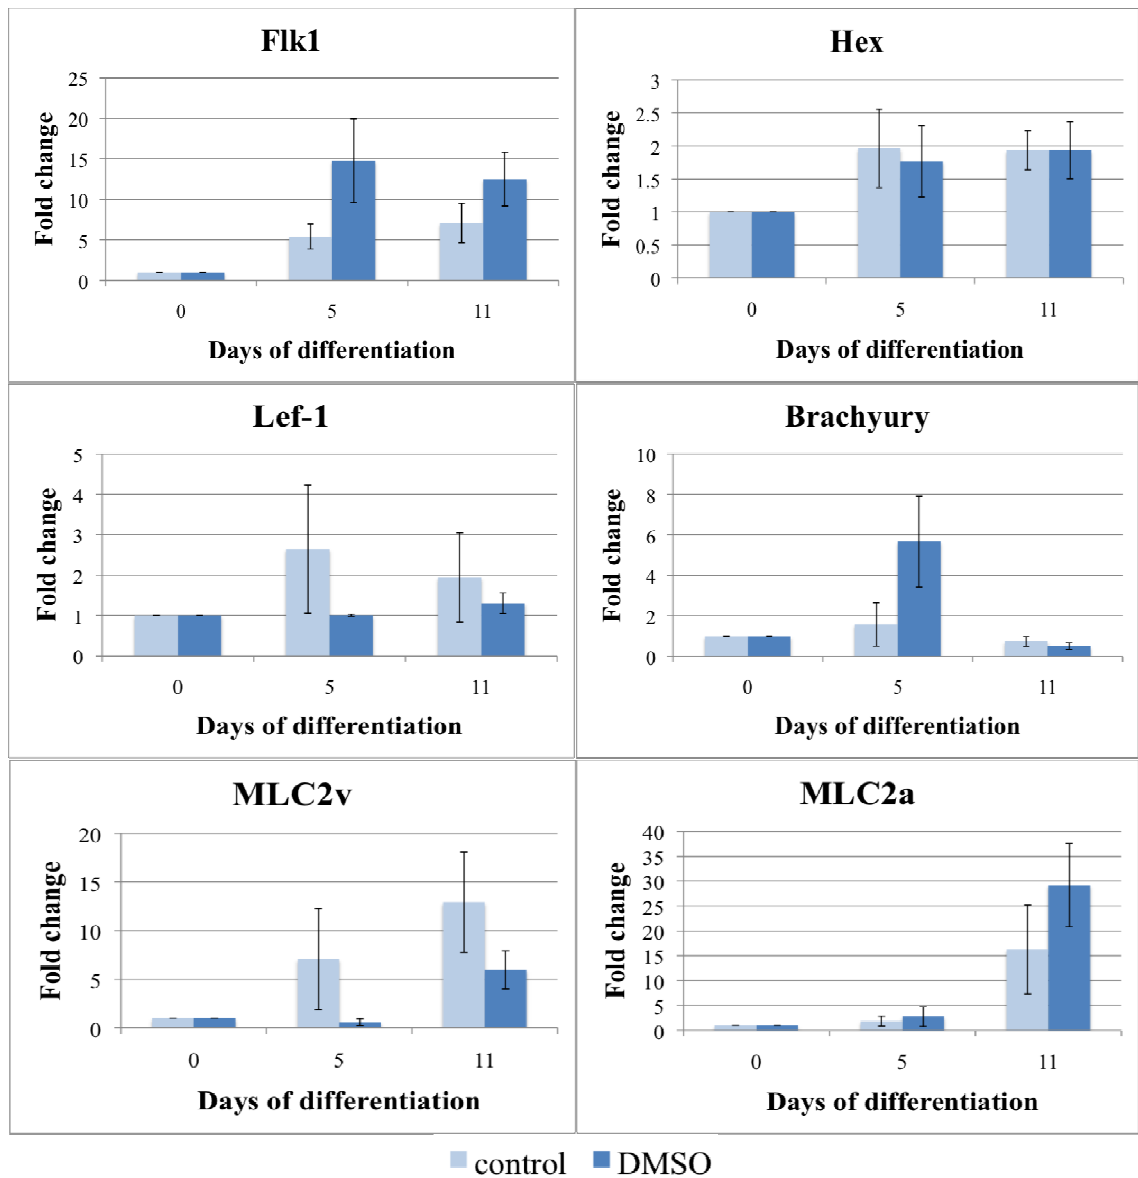 Flk1
25
20
15
10
5
0
Fold change
0 5 11
Days of differentiation
Hex
3
2.5
2
1.5
1
0.5
0
Fold change
0 5 11
Days of differentiation
Lef-1
5
4
3
2
1
0
Fold change
0 5 11
Days of differentiation
Brachyury
10
8
6
4
2
0
Fold change
0 5 11
Days of differentiation
MLC2v
20
15
10
5
0
Fold change
0 5 11
Days of differentiation
MLC2a
40
35
30
25
20
15
10
5
0
Fold change
0 5 11
Days of differentiation
control DMSO